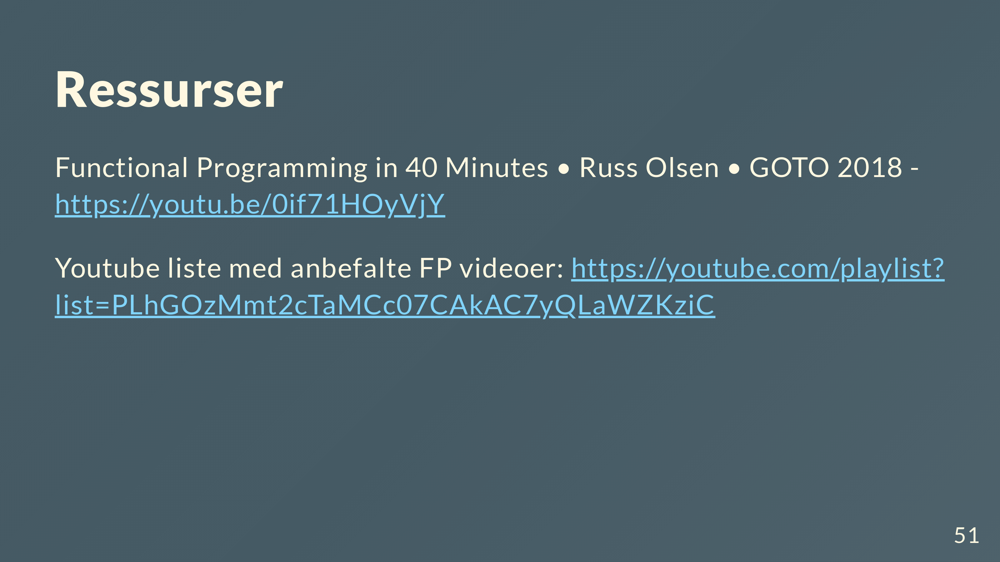 Ressurser
Functional Programming in 40 Minutes • Russ Olsen • GOTO 2018 -
https://youtu.be/0if71HOyVjY
Youtube liste med anbefalte FP videoer: https://youtube.com/playlist?
list=PLhGOzMmt2cTaMCc07CAkAC7yQLaWZKziC
51